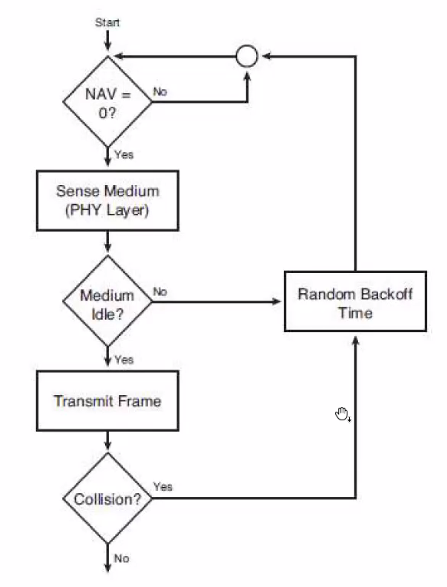 Start
NAV =
0?
No
Yes
Sense Medium
(PHY Layer)
Medium
Idle?
No
Yes
Random Backoff
Time
Transmit Frame
Collision?
Yes
No